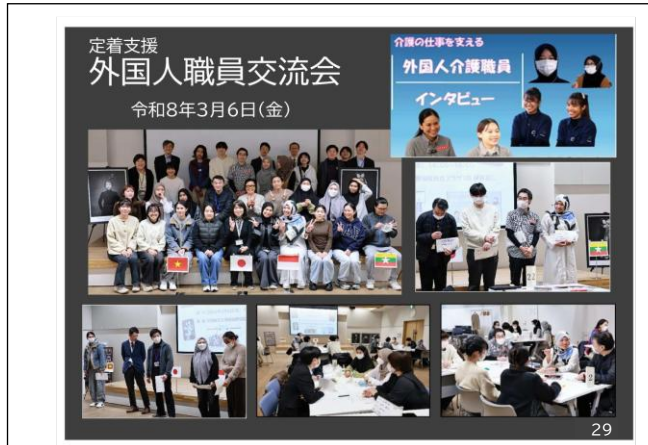 定着支援
外国人職員交流会
令和8年3月6日(金)
介護の仕事を支える
外国人介護職員
インタビュー
2
29